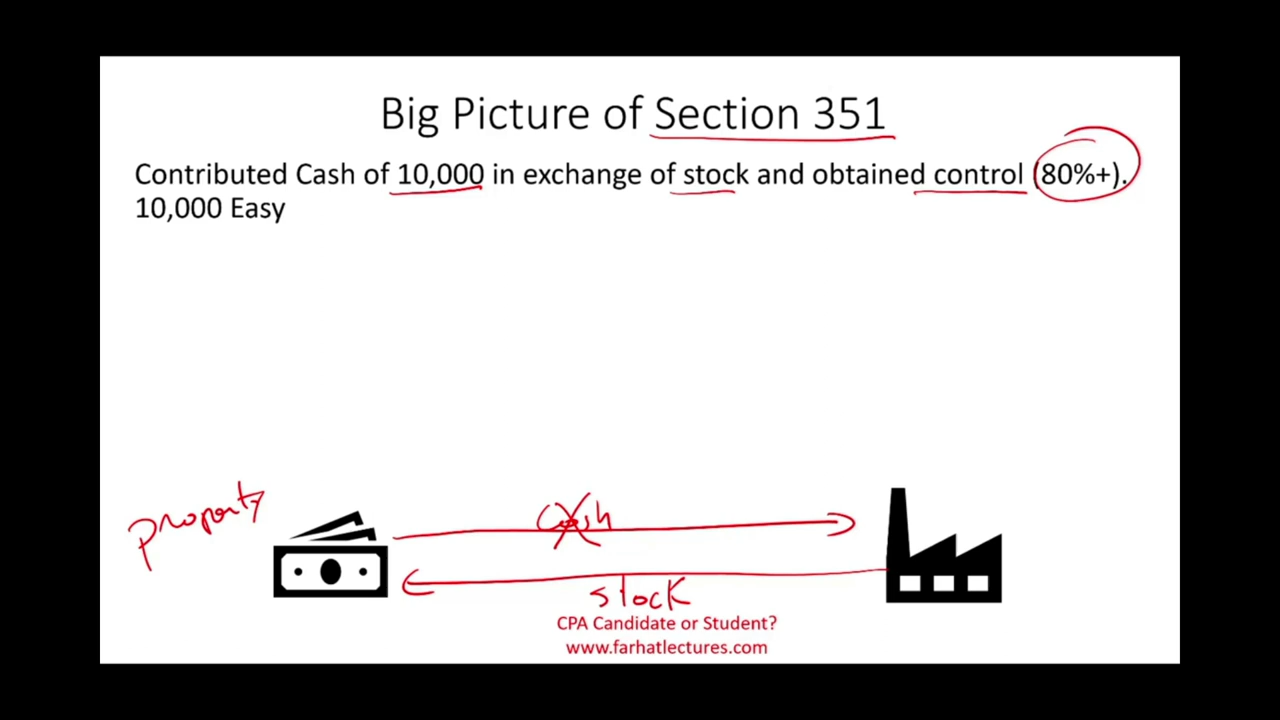 Big Picture of Section 351
Contributed Cash of 10,000 in exchange of stock and obtained control (80%+).
10,000 Easy
property
Cash
stock
CPA Candidate or Student?
www.farhatlectures.com